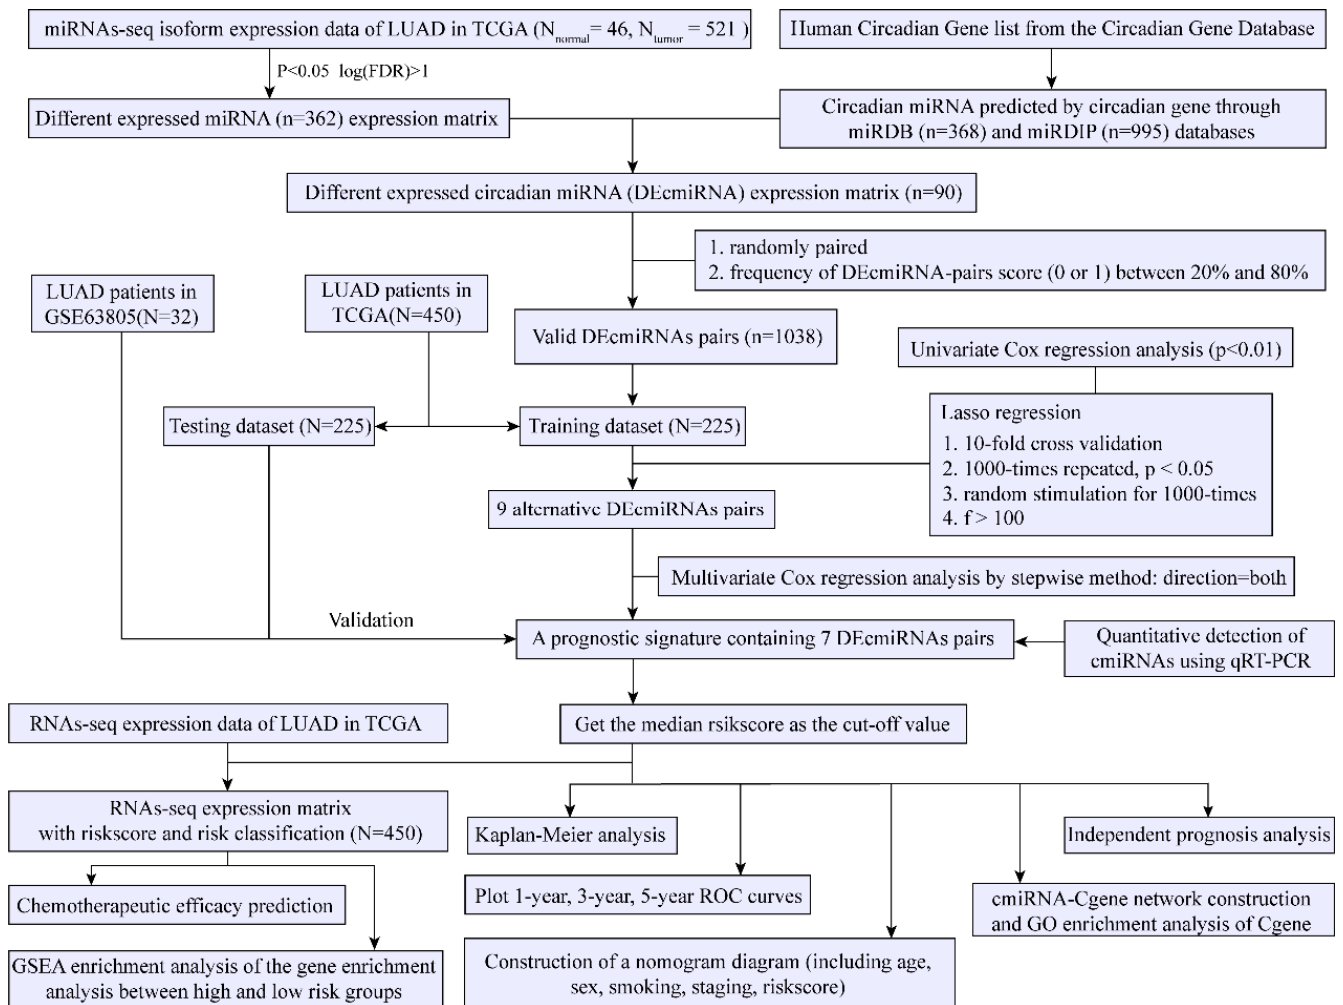 miRNAs-seq isoform expression data of LUAD in TCGA (Nnormal= 46, Ntumor = 521 )
Human Circadian Gene list from the Circadian Gene Database
P<0.05 log(FDR)>1
Different expressed miRNA (n=362) expression matrix
Circadian miRNA predicted by circadian gene through
miRDB (n=368) and miRDIP (n=995) databases
Different expressed circadian miRNA (DEcmiRNA) expression matrix (n=90)
1. randomly paired
2. frequency of DEcmiRNA-pairs score (0 or 1) between 20% and 80%
LUAD patients in
GSE63805(N=32)
LUAD patients in
TCGA(N=450)
Valid DEcmiRNAs pairs (n=1038)
Univariate Cox regression analysis (p<0.01)
Testing dataset (N=225)
Training dataset (N=225)
Lasso regression
1. 10-fold cross validation
2. 1000-times repeated, p < 0.05
3. random stimulation for 1000-times
4. f > 100
9 alternative DEcmiRNAs pairs
Multivariate Cox regression analysis by stepwise method: direction=both
Validation
A prognostic signature containing 7 DEcmiRNAs pairs
Quantitative detection of
cmiRNAs using qRT-PCR
RNAs-seq expression data of LUAD in TCGA
Get the median rsikscore as the cut-off value
RNAs-seq expression matrix
with riskscore and risk classification (N=450)
Kaplan-Meier analysis
Independent prognosis analysis
Chemotherapeutic efficacy prediction
Plot 1-year, 3-year, 5-year ROC curves
cmiRNA-Cgene network construction
and GO enrichment analysis of Cgene
GSEA enrichment analysis of the gene enrichment
analysis between high and low risk groups
Construction of a nomogram diagram (including age,
sex, smoking, staging, riskscore)